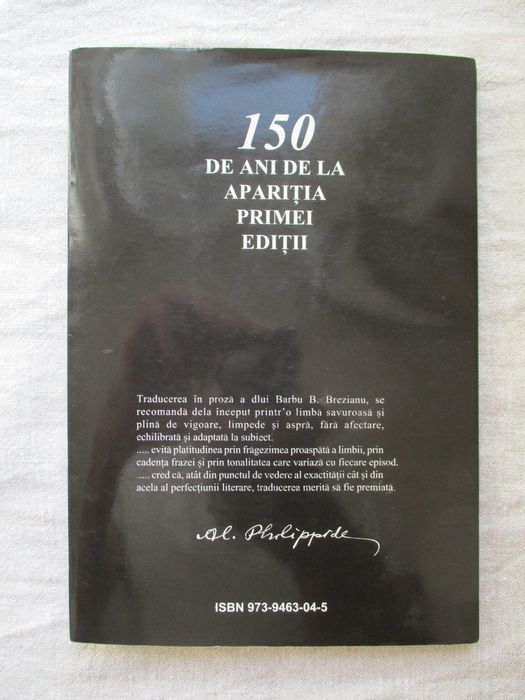 150
DE ANI DE LA
APARIȚIA
PRIMEI
EDIȚII
Traducerea în proză a dlui Barbu B. Brezianu, se
recomandă dela început printr'o limbă savuroasă și
plină de vigoare, limpede și aspră, fără afectare,
echilibrată și adaptată la subiect.
..... evită platitudinea prin frăgezimea proaspătă a limbii, prin
cadența frazei și prin tonalitatea care variază cu fiecare episod.
..... cred că, atât din punctul de vedere al exactității cât și din
acela al perfecțiunii literare, traducerea merită să fie premiată.
Al. Philippide
ISBN 973-9463-04-5